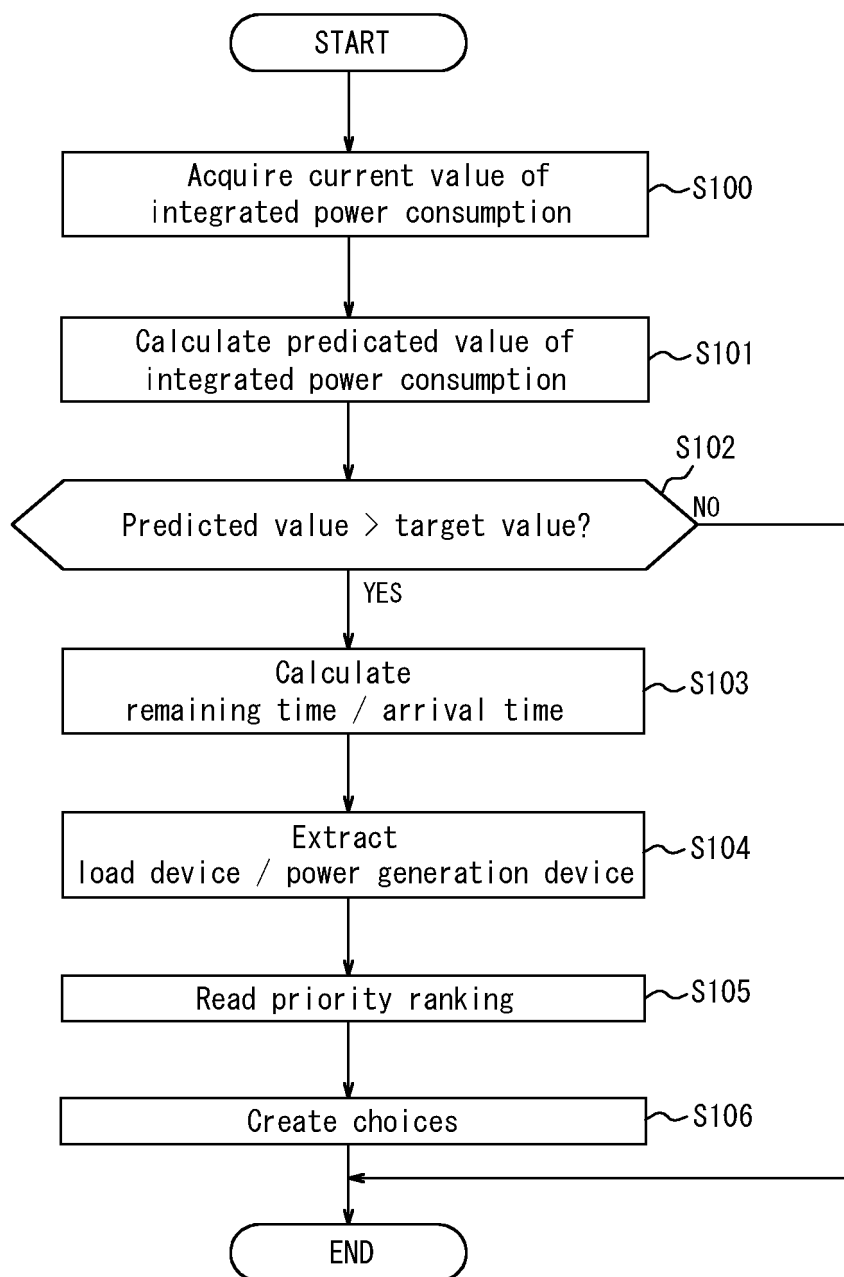 START
Acquire current value of
integrated power consumption
S100
Calculate predicated value of
integrated power consumption
S101
S102
Predicted value > target value?
NO
YES
Calculate
remaining time / arrival time
S103
Extract
load device / power generation device
S104
Read priority ranking
S105
Create choices
S106
END